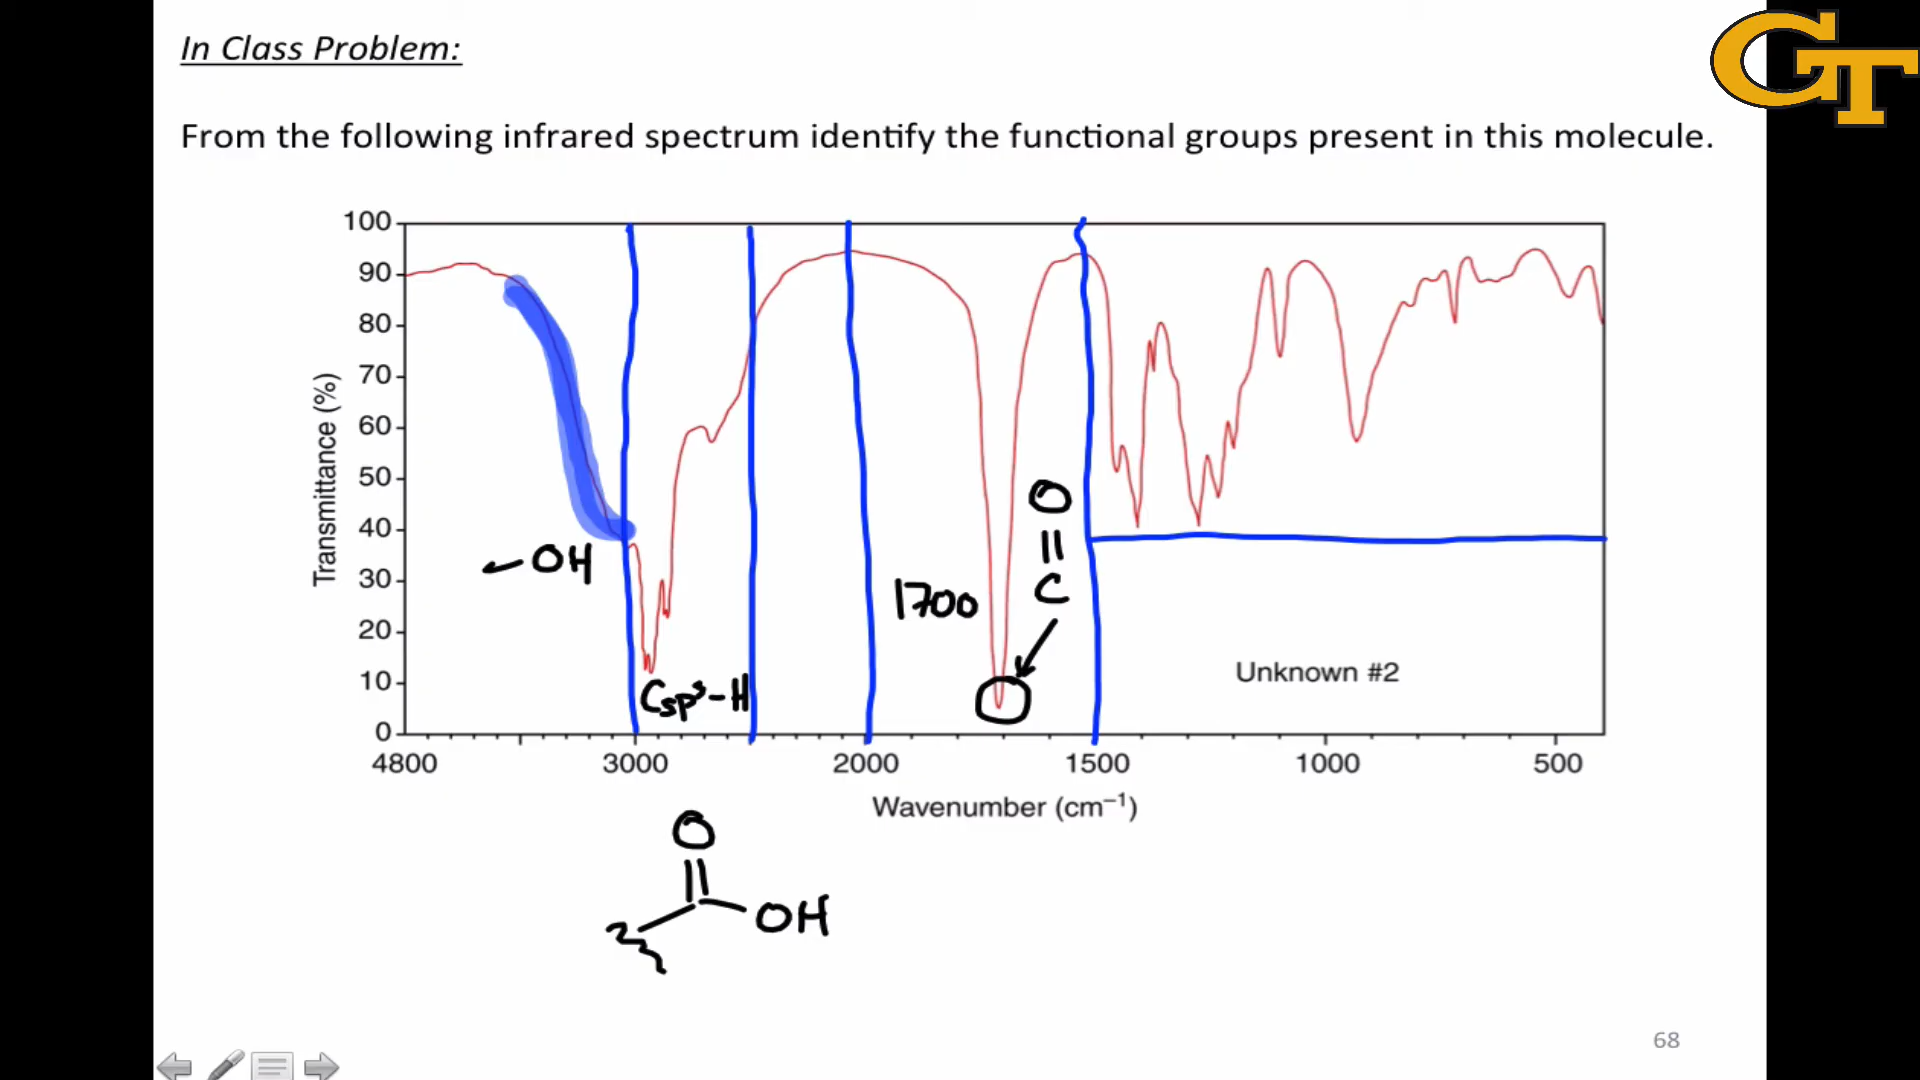 In Class Problem:
GT
From the following infrared spectrum identify the functional groups present in this molecule.
100
90
80
70
60
50
40
30
20
10
0
Transmittance (%)
OH
Csp³-H
1700
O
C
Unknown #2
4800 3000 2000 1500 1000 500
Wavenumber (cm⁻¹)
O
OH
68